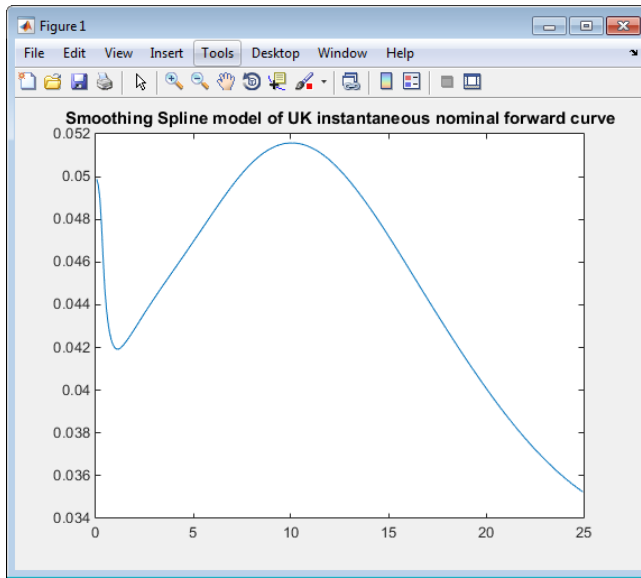 Figure 1
File Edit View Insert Tools Desktop Window Help
Smoothing Spline model of UK instantaneous nominal forward curve
0.052
0.05
0.048
0.046
0.044
0.042
0.04
0.038
0.036
0.034
0 5 10 15 20 25